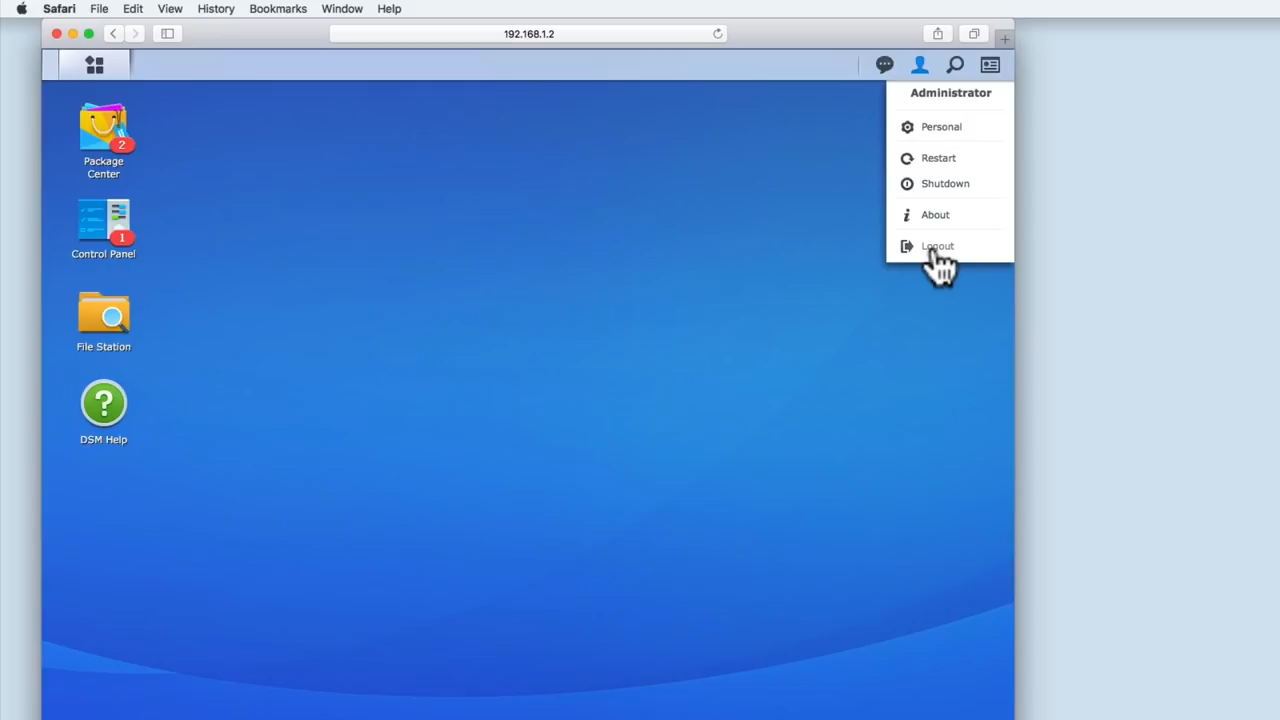 Safari File Edit View History Bookmarks Window Help
192.168.1.2
Administrator
Personal
Restart
Shutdown
About
Logout
2
Package
Center
1
Control Panel
File Station
?
DSM Help